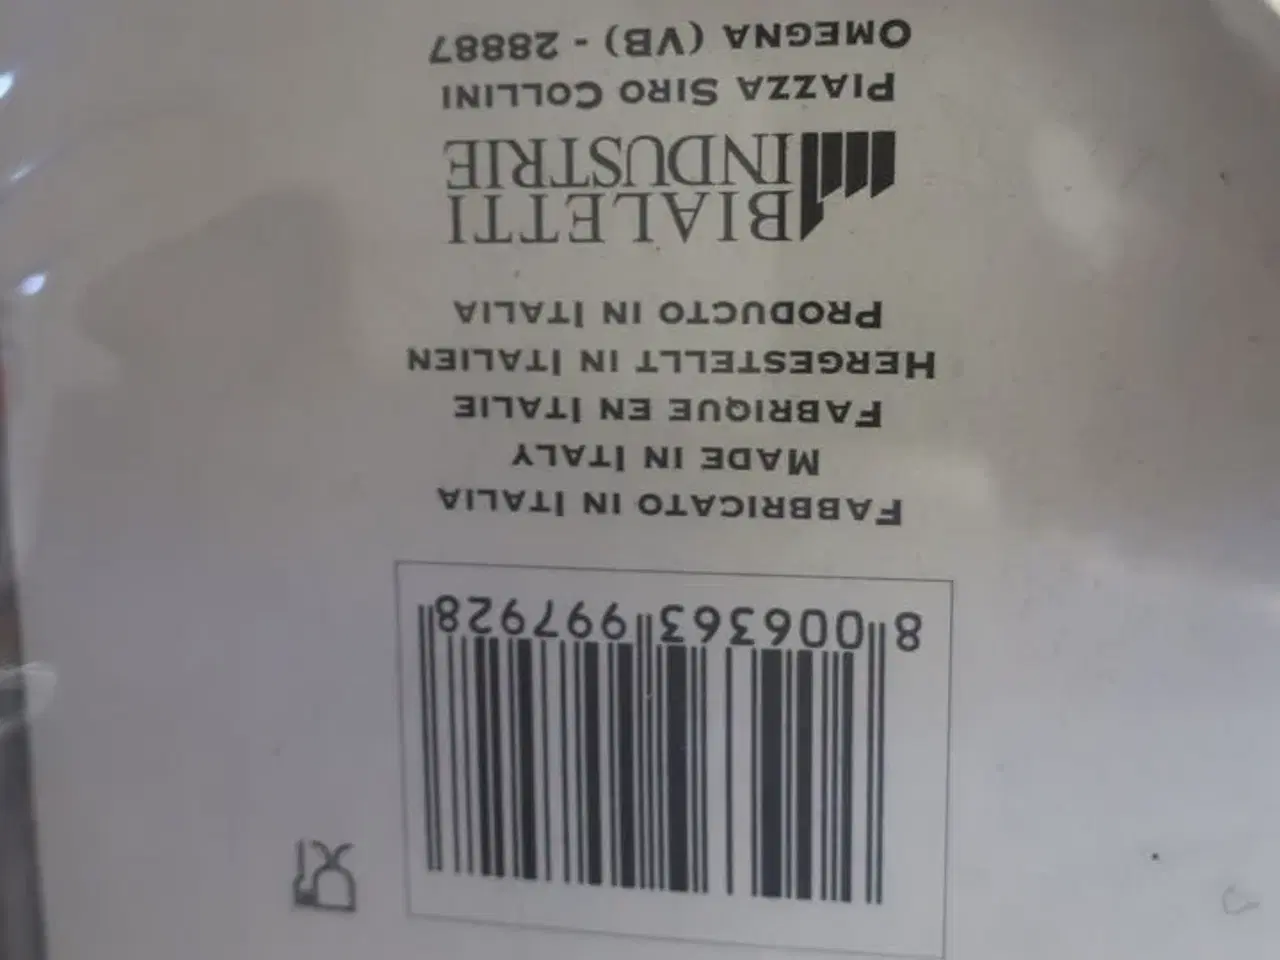 8 006363 997928
FABBRICATO IN ITALIA
MADE IN ITALY
FABRIQUE EN ITALIE
HERGESTELLT IN ITALIEN
PRODUCTO IN ITALIA
BIALETTI
INDUSTRIE
PIAZZA SIRO COLLINI
OMEGNA (VB) - 28887